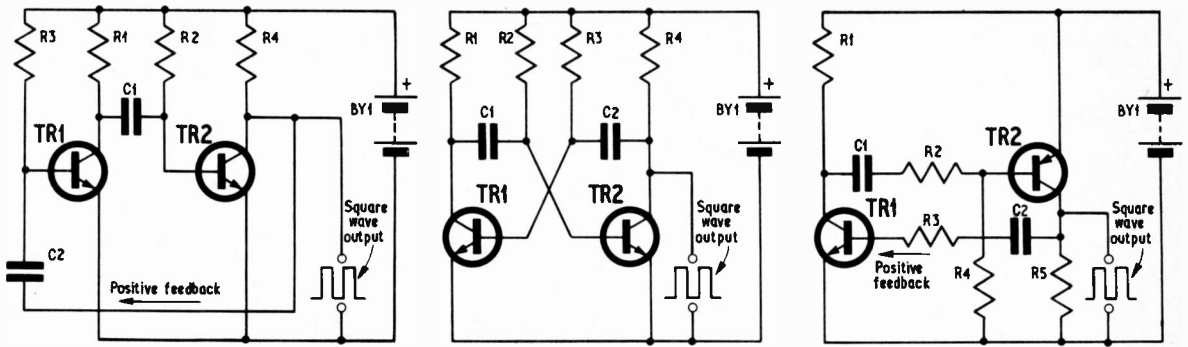 R3
R1
R2
R4
C1
TR1
TR2
+
BY1
C2
Positive feedback
Square
wave
output
R1
R2
R3
R4
C1
C2
+
BY1
TR1
TR2
Square
wave
output
R1
+
BY1
TR2
C1
R2
TR1
R3
C2
Positive
feedback
R4
R5
Square
wave
output